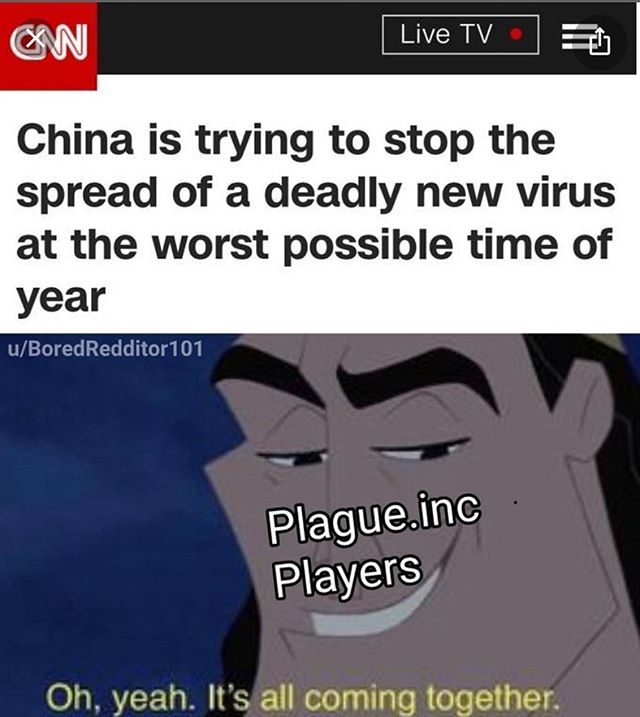 CNN
Live TV
China is trying to stop the
spread of a deadly new virus
at the worst possible time of
year
u/BoredRedditor101
Plague.inc
Players
Oh, yeah. It's all coming together.